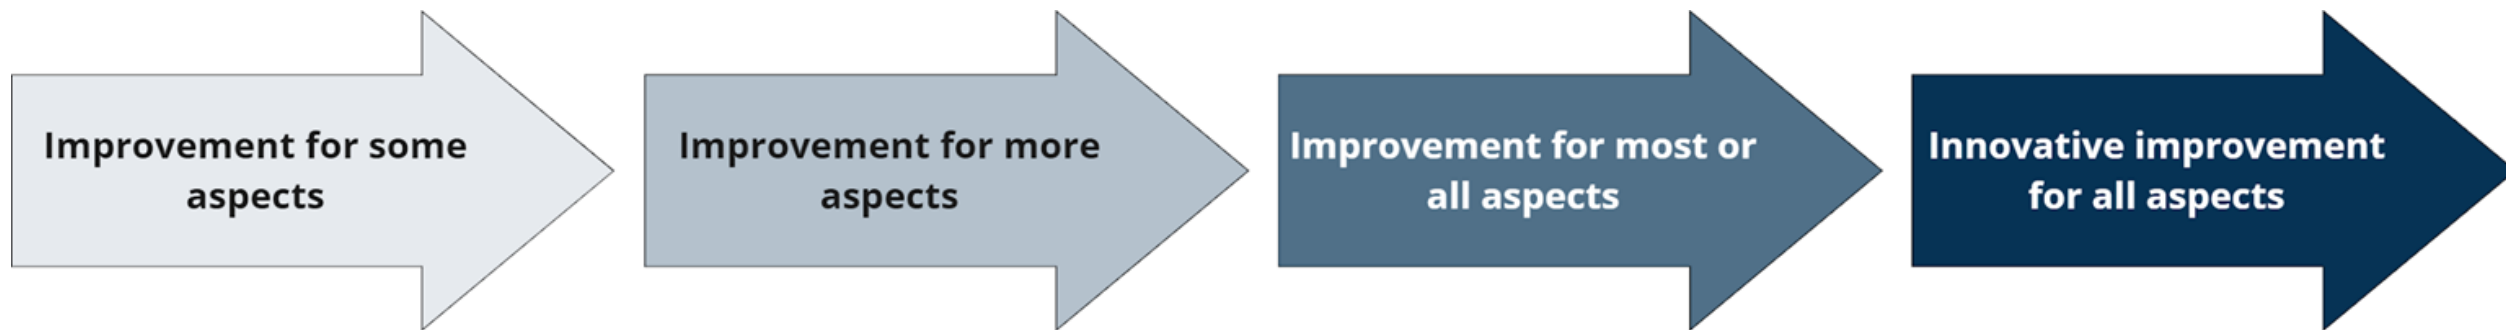 Improvement for some
aspects
Improvement for more
aspects
Improvement for most or
all aspects
Innovative improvement
for all aspects